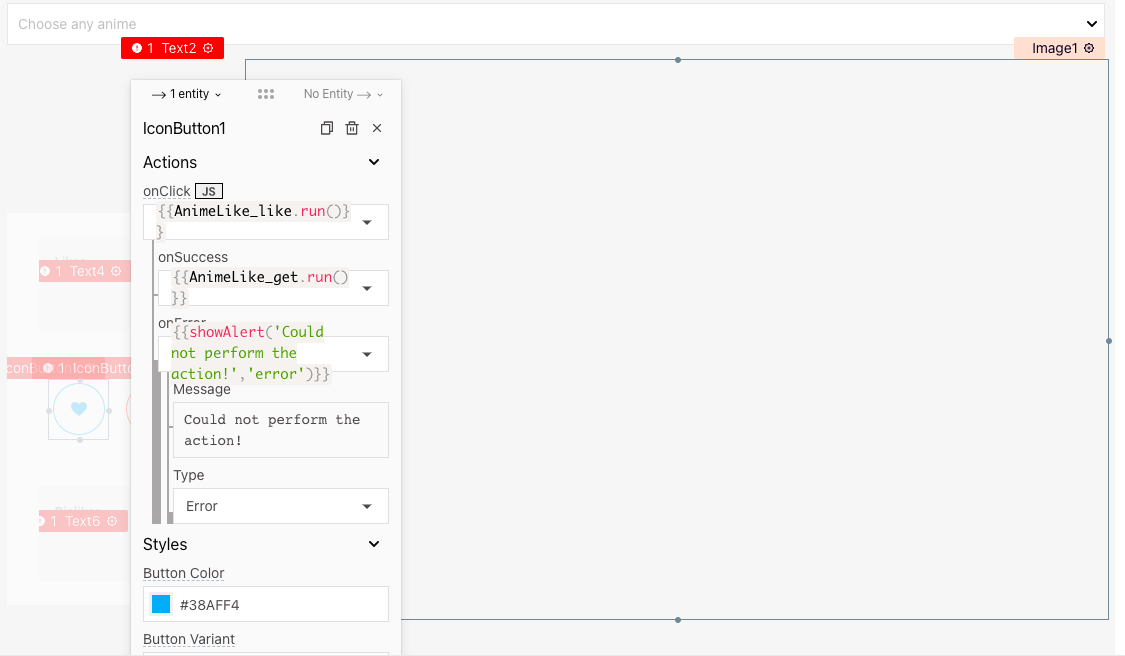 Choose any anime
1 Text2
Image1
1 entity
No Entity
IconButton1
Actions
onClick JS
{{AnimeLike_like.run()}
}
onSuccess
{{AnimeLike_get.run()
}}
onError
{{showAlert('Could
not perform the
action!','error')}}
Message
Could not perform the
action!
Type
Error
Styles
Button Color
#38AFF4
Button Variant
1 Text4
1 IconButto
1 Text6